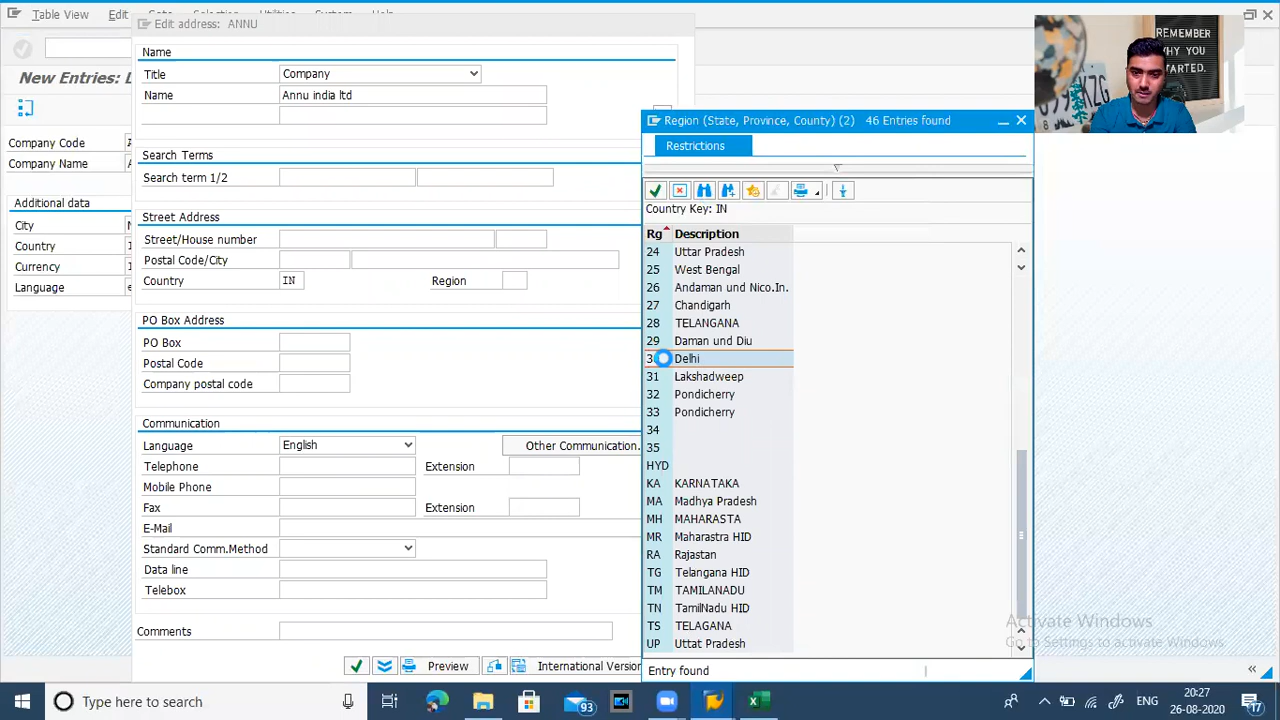 Table View Edit Goto Selection Utilities System Help
Edit address: ANNU
REMEMBER
WHY YOU
STARTED.
New Entries:
Name
Title Company
Name Annu india ltd
Region (State, Province, County) (2) 46 Entries found
Restrictions
Company Code
Company Name
Search Terms
Search term 1/2
Country Key: IN
Additional data
Street Address
City
Street/House number
Rg Description
Country
Postal Code/City
24 Uttar Pradesh
Currency
25 West Bengal
Language
Country IN Region
26 Andaman und Nico.In.
27 Chandigarh
PO Box Address
28 TELANGANA
PO Box
29 Daman und Diu
Postal Code
Delhi
Company postal code
31 Lakshadweep
32 Pondicherry
33 Pondicherry
Communication
34
Language English Other Communication.
35
Telephone Extension
HYD
Mobile Phone
KA KARNATAKA
Fax Extension
MA Madhya Pradesh
E-Mail
MH MAHARASTA
Standard Comm.Method
MR Maharastra HID
Data line
RA Rajastan
Telebox
TG Telangana HID
TM TAMILANADU
TN TamilNadu HID
Comments
TS TELAGANA
UP Uttat Pradesh
Activate Windows
Go to Settings to activate Windows.
Preview International Version
Entry found
Type here to search
93
ENG
20:27
26-08-2020
17